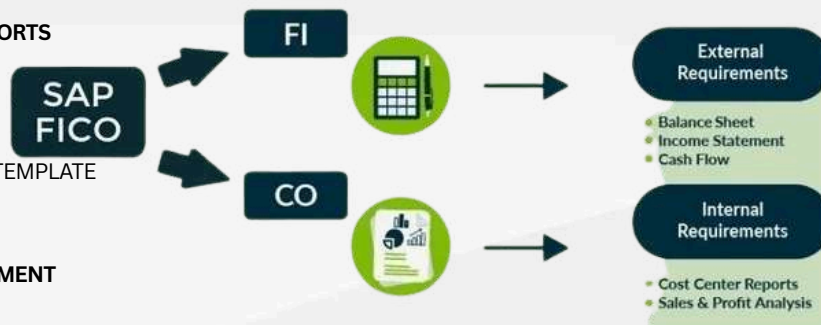 ORTS
FI
SAP
FICO
TEMPLATE
CO
MENT
External
Requirements
Balance Sheet
Income Statement
Cash Flow
Internal
Requirements
Cost Center Reports
Sales & Profit Analysis